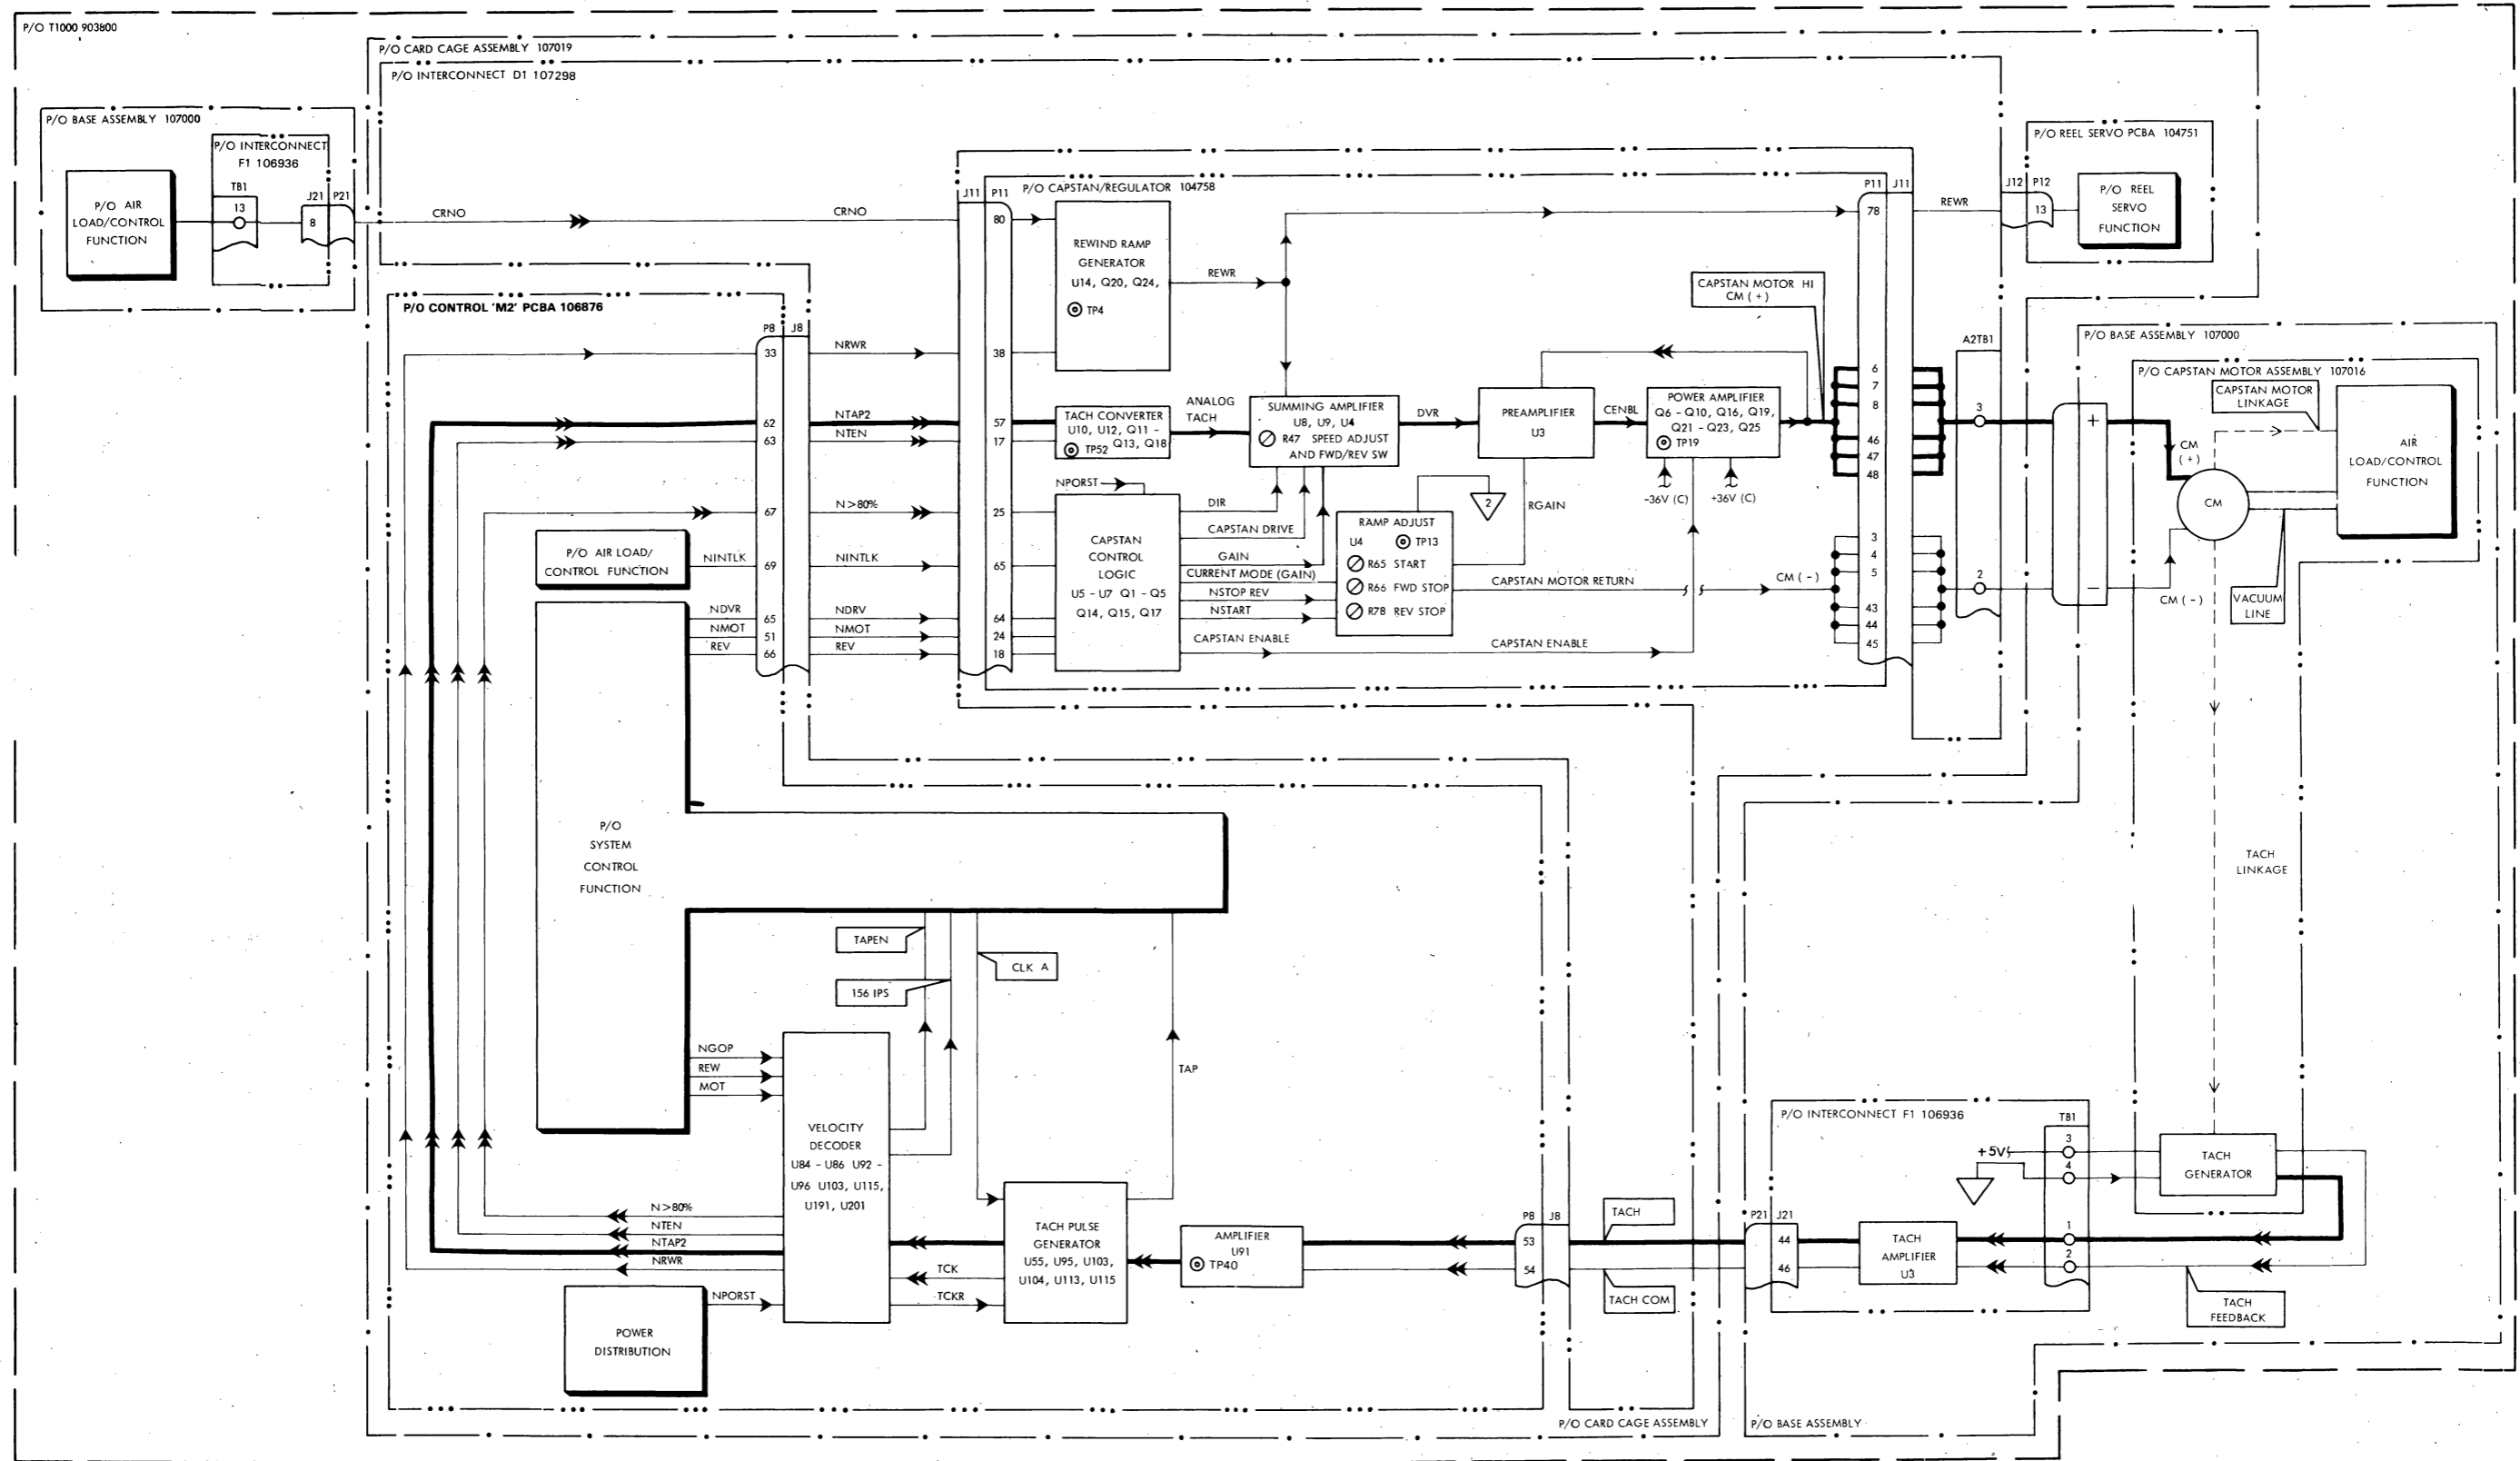 P/O T1000 903800
P/O CARD CAGE ASSEMBLY 107019
P/O INTERCONNECT D1 107298
P/O BASE ASSEMBLY 107000
P/O INTERCONNECT
F1 106936
P/O AIR
LOAD/CONTROL
FUNCTION
TB1
13
J21 P21
8
CRNO
CRNO
P/O CONTROL 'M2' PCBA 106876
P8 J8
33
62
63
67
69
65
51
66
NRWR
NTAP2
NTEN
N>80%
NINTLK
NDRV
NMOT
REV
P/O AIR LOAD/
CONTROL FUNCTION
NINTLK
NDVR
NMOT
REV
J11 P11
P/O CAPSTAN/REGULATOR 104758
80
38
57
17
25
65
64
24
18
REWIND RAMP
GENERATOR
U14, Q20, Q24,
TP4
REWR
TACH CONVERTER
U10, U12, Q11 -
Q13, Q18
TP52
ANALOG
TACH
SUMMING AMPLIFIER
U8, U9, U4
R47 SPEED ADJUST
AND FWD/REV SW
DVR
PREAMPLIFIER
U3
CENBL
POWER AMPLIFIER
Q6 - Q10, Q16, Q19,
Q21 - Q23, Q25
TP19
-36V (C)
+36V (C)
CAPSTAN MOTOR HI
CM (+)
NPORST
CAPSTAN
CONTROL
LOGIC
U5 - U7 Q1 - Q5
Q14, Q15, Q17
DIR
CAPSTAN DRIVE
GAIN
CURRENT MODE (GAIN)
NSTOP REV
NSTART
CAPSTAN ENABLE
RAMP ADJUST
U4 TP13
R65 START
R66 FWD STOP
R78 REV STOP
2
RGAIN
CAPSTAN MOTOR RETURN
CM (-)
CAPSTAN ENABLE
P11 J11
78
6
7
8
46
47
48
3
4
5
43
44
45
REWR
J12 P12
13
P/O REEL SERVO PCBA 104751
P/O REEL
SERVO
FUNCTION
A2TB1
3
2
P/O BASE ASSEMBLY 107000
P/O CAPSTAN MOTOR ASSEMBLY 107016
CAPSTAN MOTOR
LINKAGE
+
-
CM
(+)
CM
CM (-)
VACUUM
LINE
AIR
LOAD/CONTROL
FUNCTION
TACH
LINKAGE
P/O
SYSTEM
CONTROL
FUNCTION
TAPEN
156 IPS
CLK A
TAP
NGOP
REW
MOT
VELOCITY
DECODER
U84 - U86 U92 -
U96 U103, U115,
U191, U201
N>80%
NTEN
NTAP2
NRWR
NPORST
POWER
DISTRIBUTION
TCK
TCKR
TACH PULSE
GENERATOR
U55, U95, U103,
U104, U113, U115
AMPLIFIER
U91
TP40
P8 J8
53
54
TACH
TACH COM
P21 J21
44
46
P/O INTERCONNECT F1 106936
TACH
AMPLIFIER
U3
TB1
3
4
1
2
+5V
TACH
GENERATOR
TACH
FEEDBACK
P/O CARD CAGE ASSEMBLY
P/O BASE ASSEMBLY